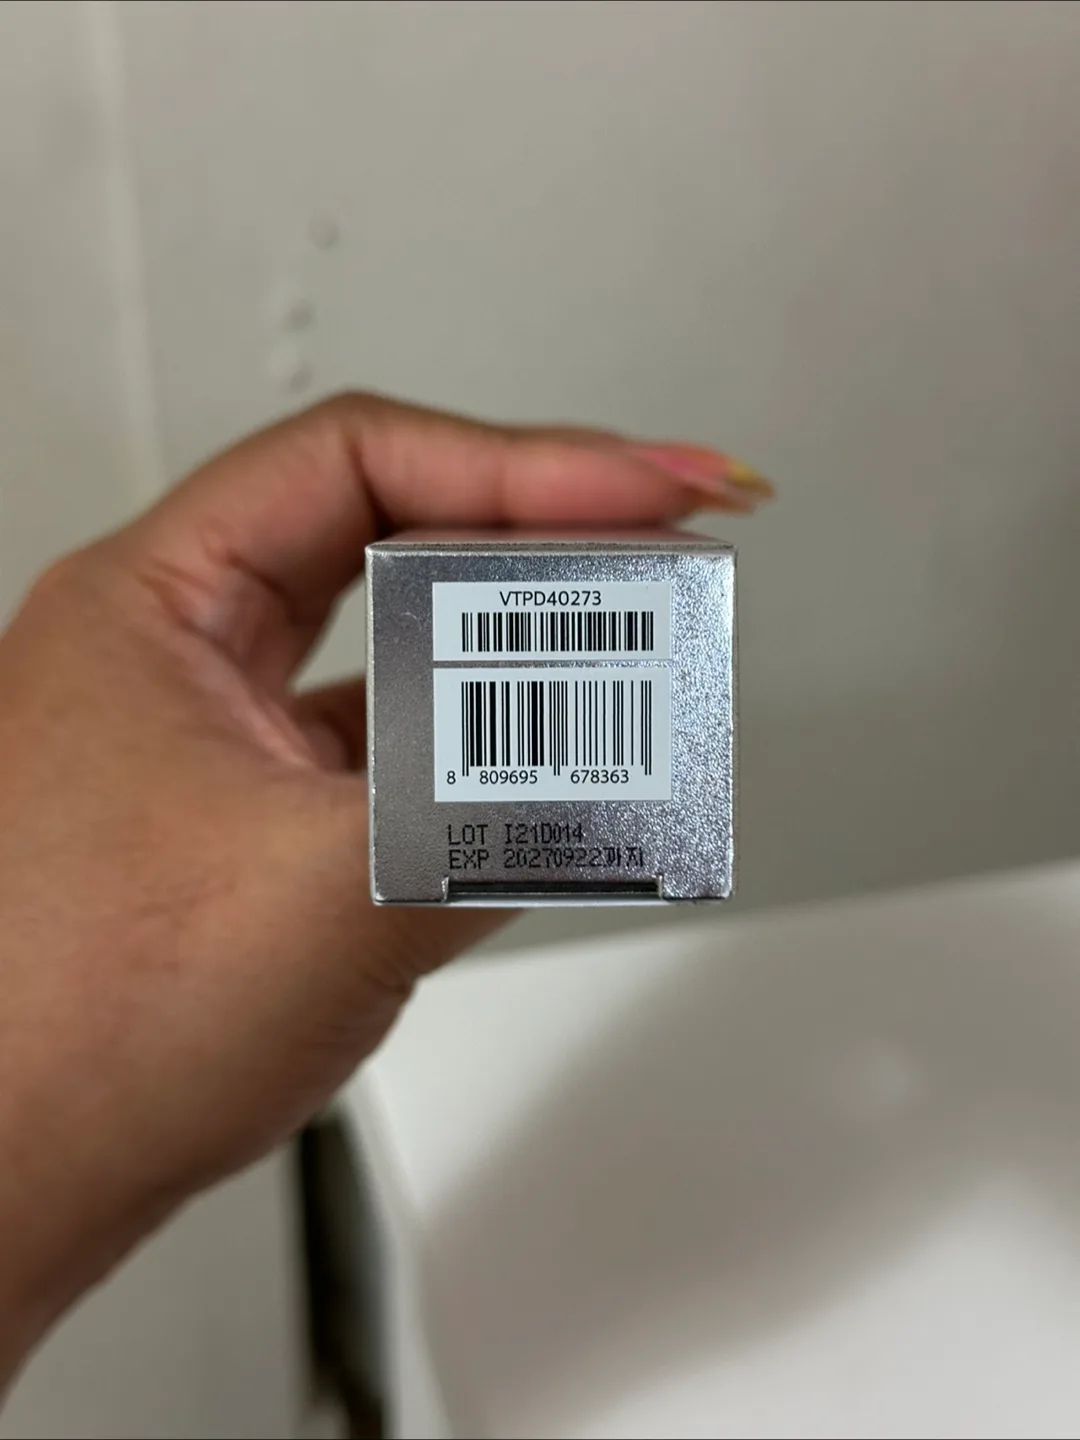 VTPD40273
8 809695 678363
LOT I21D014
EXP 20270922까지